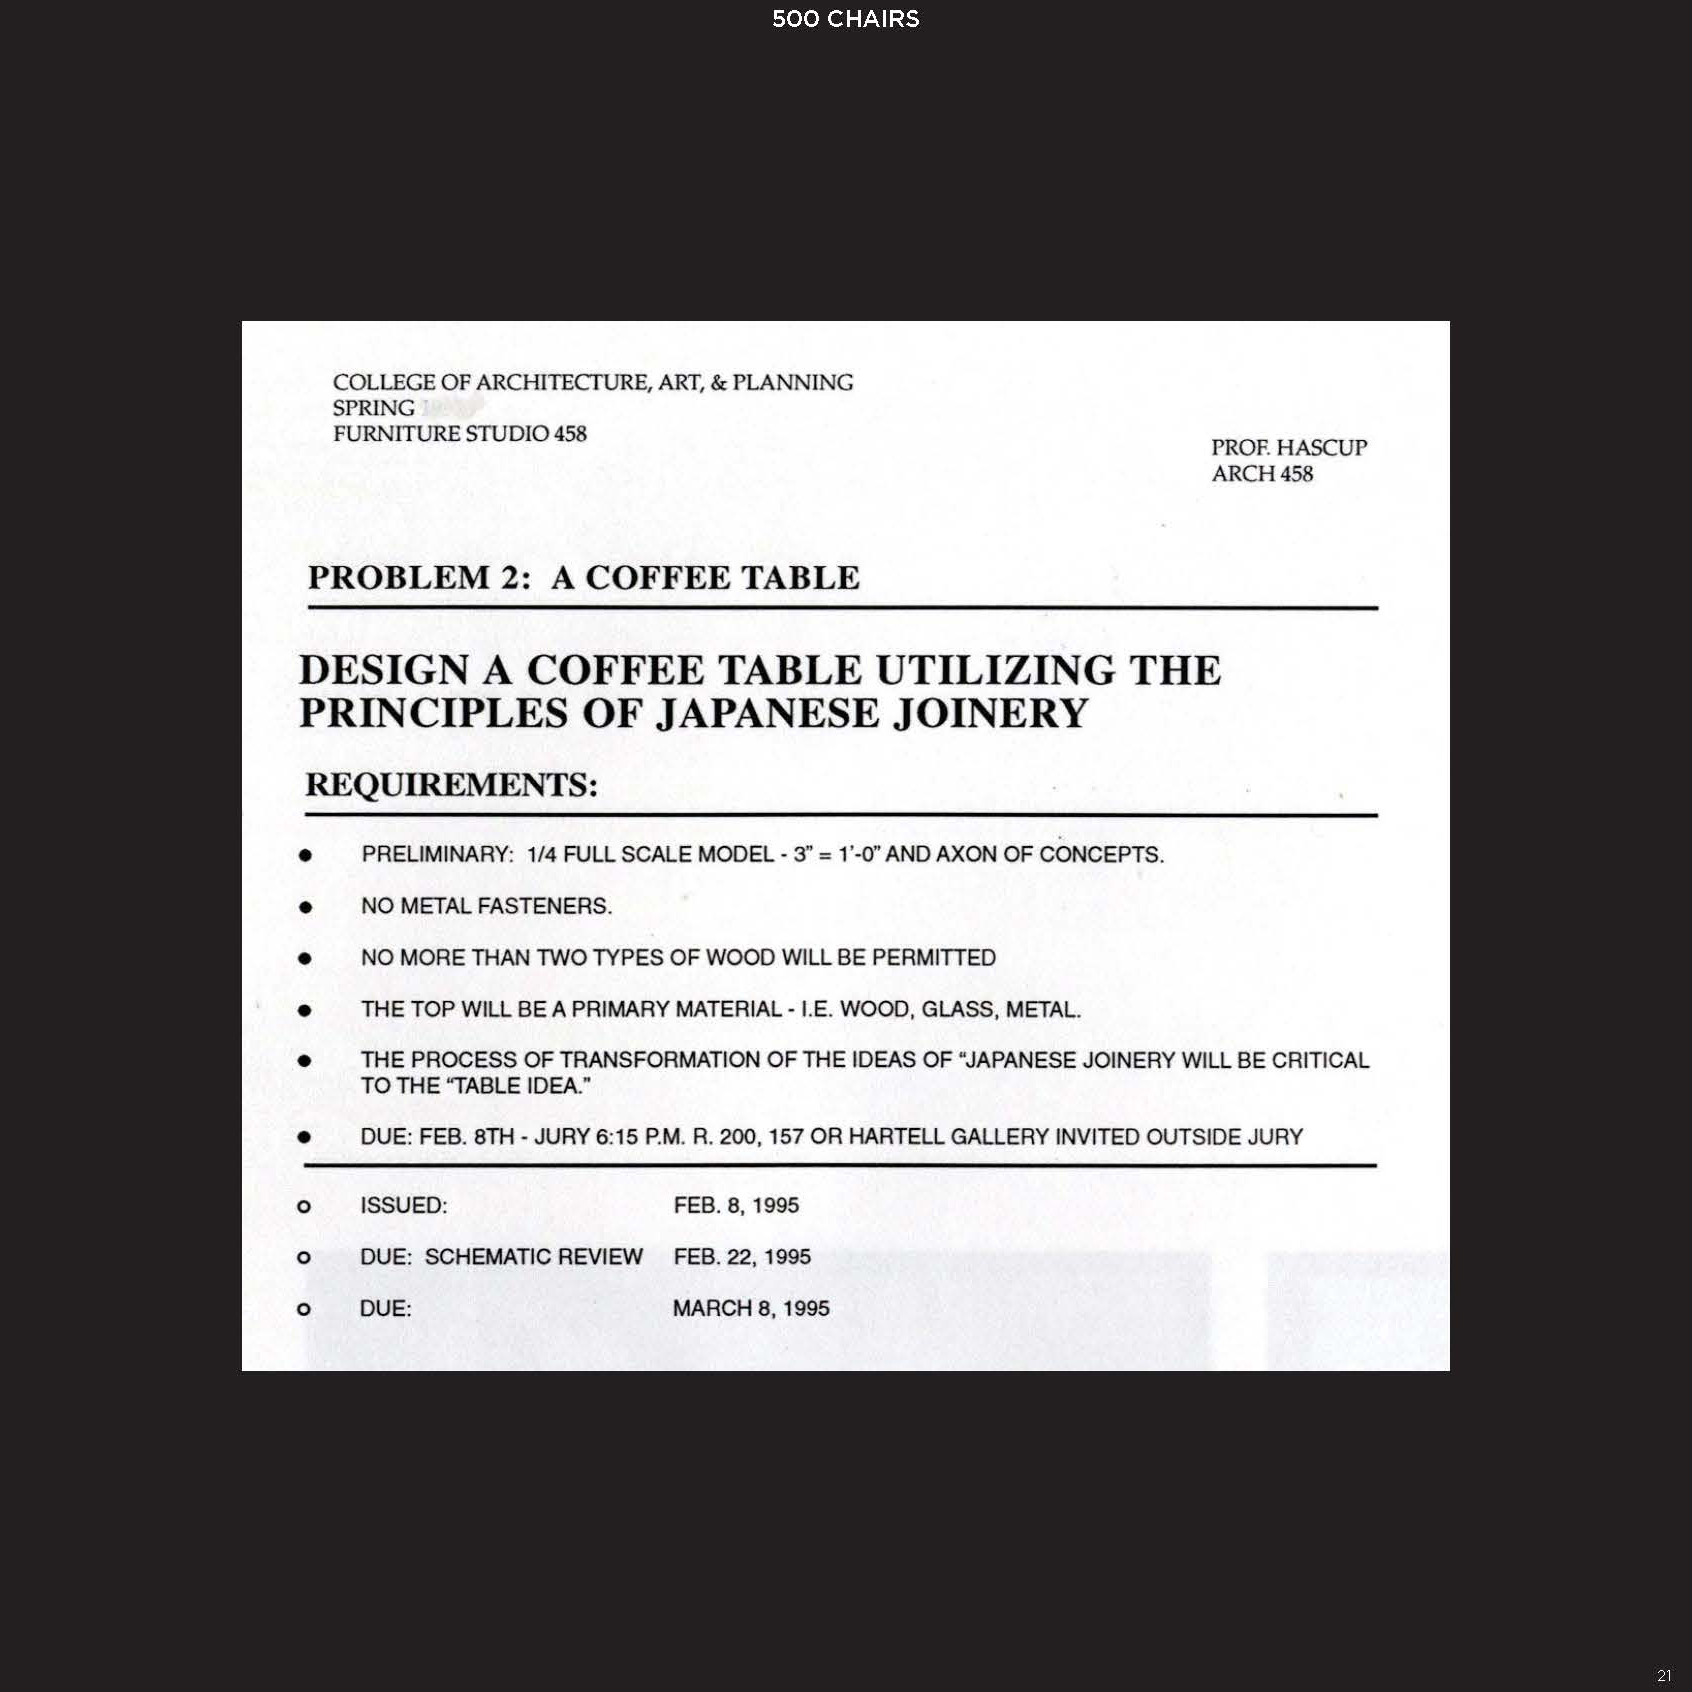 500 CHAIRS
COLLEGE OF ARCHITECTURE, ART, & PLANNING
SPRING
FURNITURE STUDIO 458
PROF. HASCUP
ARCH 458
PROBLEM 2: A COFFEE TABLE
DESIGN A COFFEE TABLE UTILIZING THE
PRINCIPLES OF JAPANESE JOINERY
REQUIREMENTS:
● PRELIMINARY: 1/4 FULL SCALE MODEL - 3” = 1’-0” AND AXON OF CONCEPTS.
● NO METAL FASTENERS.
● NO MORE THAN TWO TYPES OF WOOD WILL BE PERMITTED
● THE TOP WILL BE A PRIMARY MATERIAL - I.E. WOOD, GLASS, METAL.
● THE PROCESS OF TRANSFORMATION OF THE IDEAS OF “JAPANESE JOINERY WILL BE CRITICAL
TO THE “TABLE IDEA.”
● DUE: FEB. 8TH - JURY 6:15 P.M. R. 200, 157 OR HARTELL GALLERY INVITED OUTSIDE JURY
o ISSUED: FEB. 8, 1995
o DUE: SCHEMATIC REVIEW FEB. 22, 1995
o DUE: MARCH 8, 1995
21